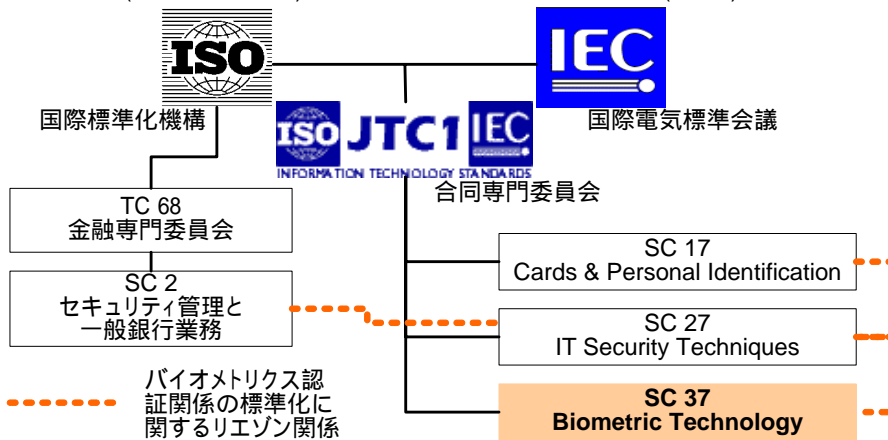 ISO
IEC
国際標準化機構
国際電気標準会議
ISO JTC1 IEC
INFORMATION TECHNOLOGY STANDARDS
合同専門委員会
TC 68
金融専門委員会
SC 2
セキュリティ管理と
一般銀行業務
SC 17
Cards & Personal Identification
SC 27
IT Security Techniques
SC 37
Biometric Technology
バイオメトリクス認
証関係の標準化に
関するリエゾン関係